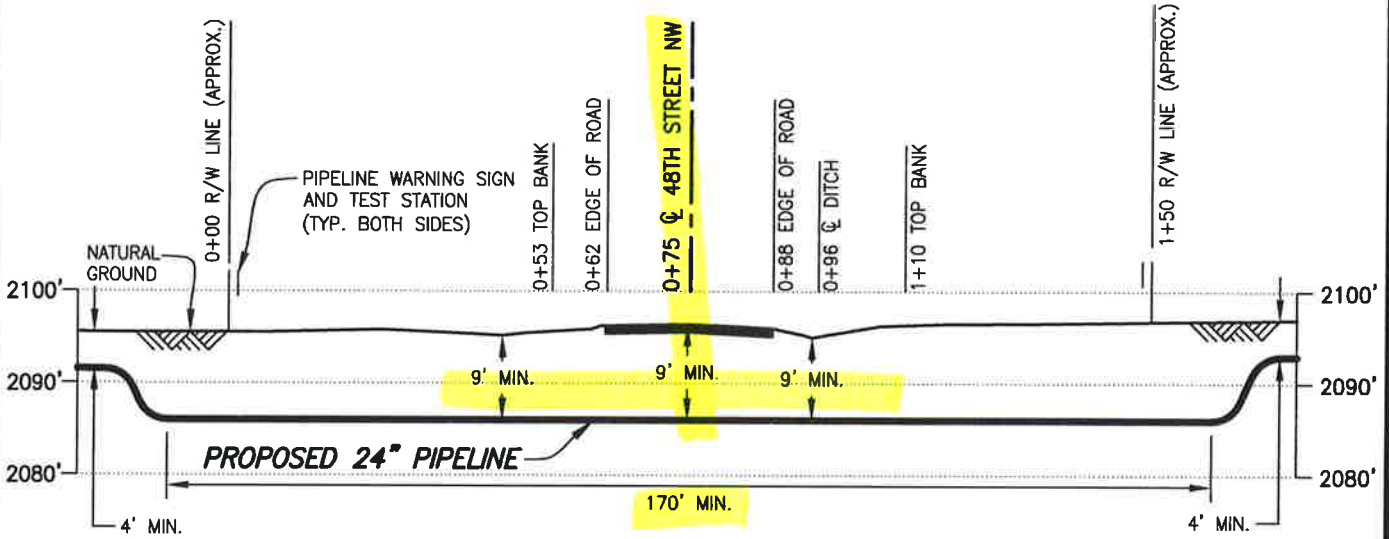 0+00 R/W LINE (APPROX.)
PIPELINE WARNING SIGN
AND TEST STATION
(TYP. BOTH SIDES)
0+53 TOP BANK
0+62 EDGE OF ROAD
0+75 ℄ 48TH STREET NW
0+88 EDGE OF ROAD
0+96 ℄ DITCH
1+10 TOP BANK
1+50 R/W LINE (APPROX.)
NATURAL
GROUND
2100'
2100'
2090'
9' MIN.
9' MIN.
9' MIN.
2090'
PROPOSED 24" PIPELINE
2080'
2080'
170' MIN.
4' MIN.
4' MIN.